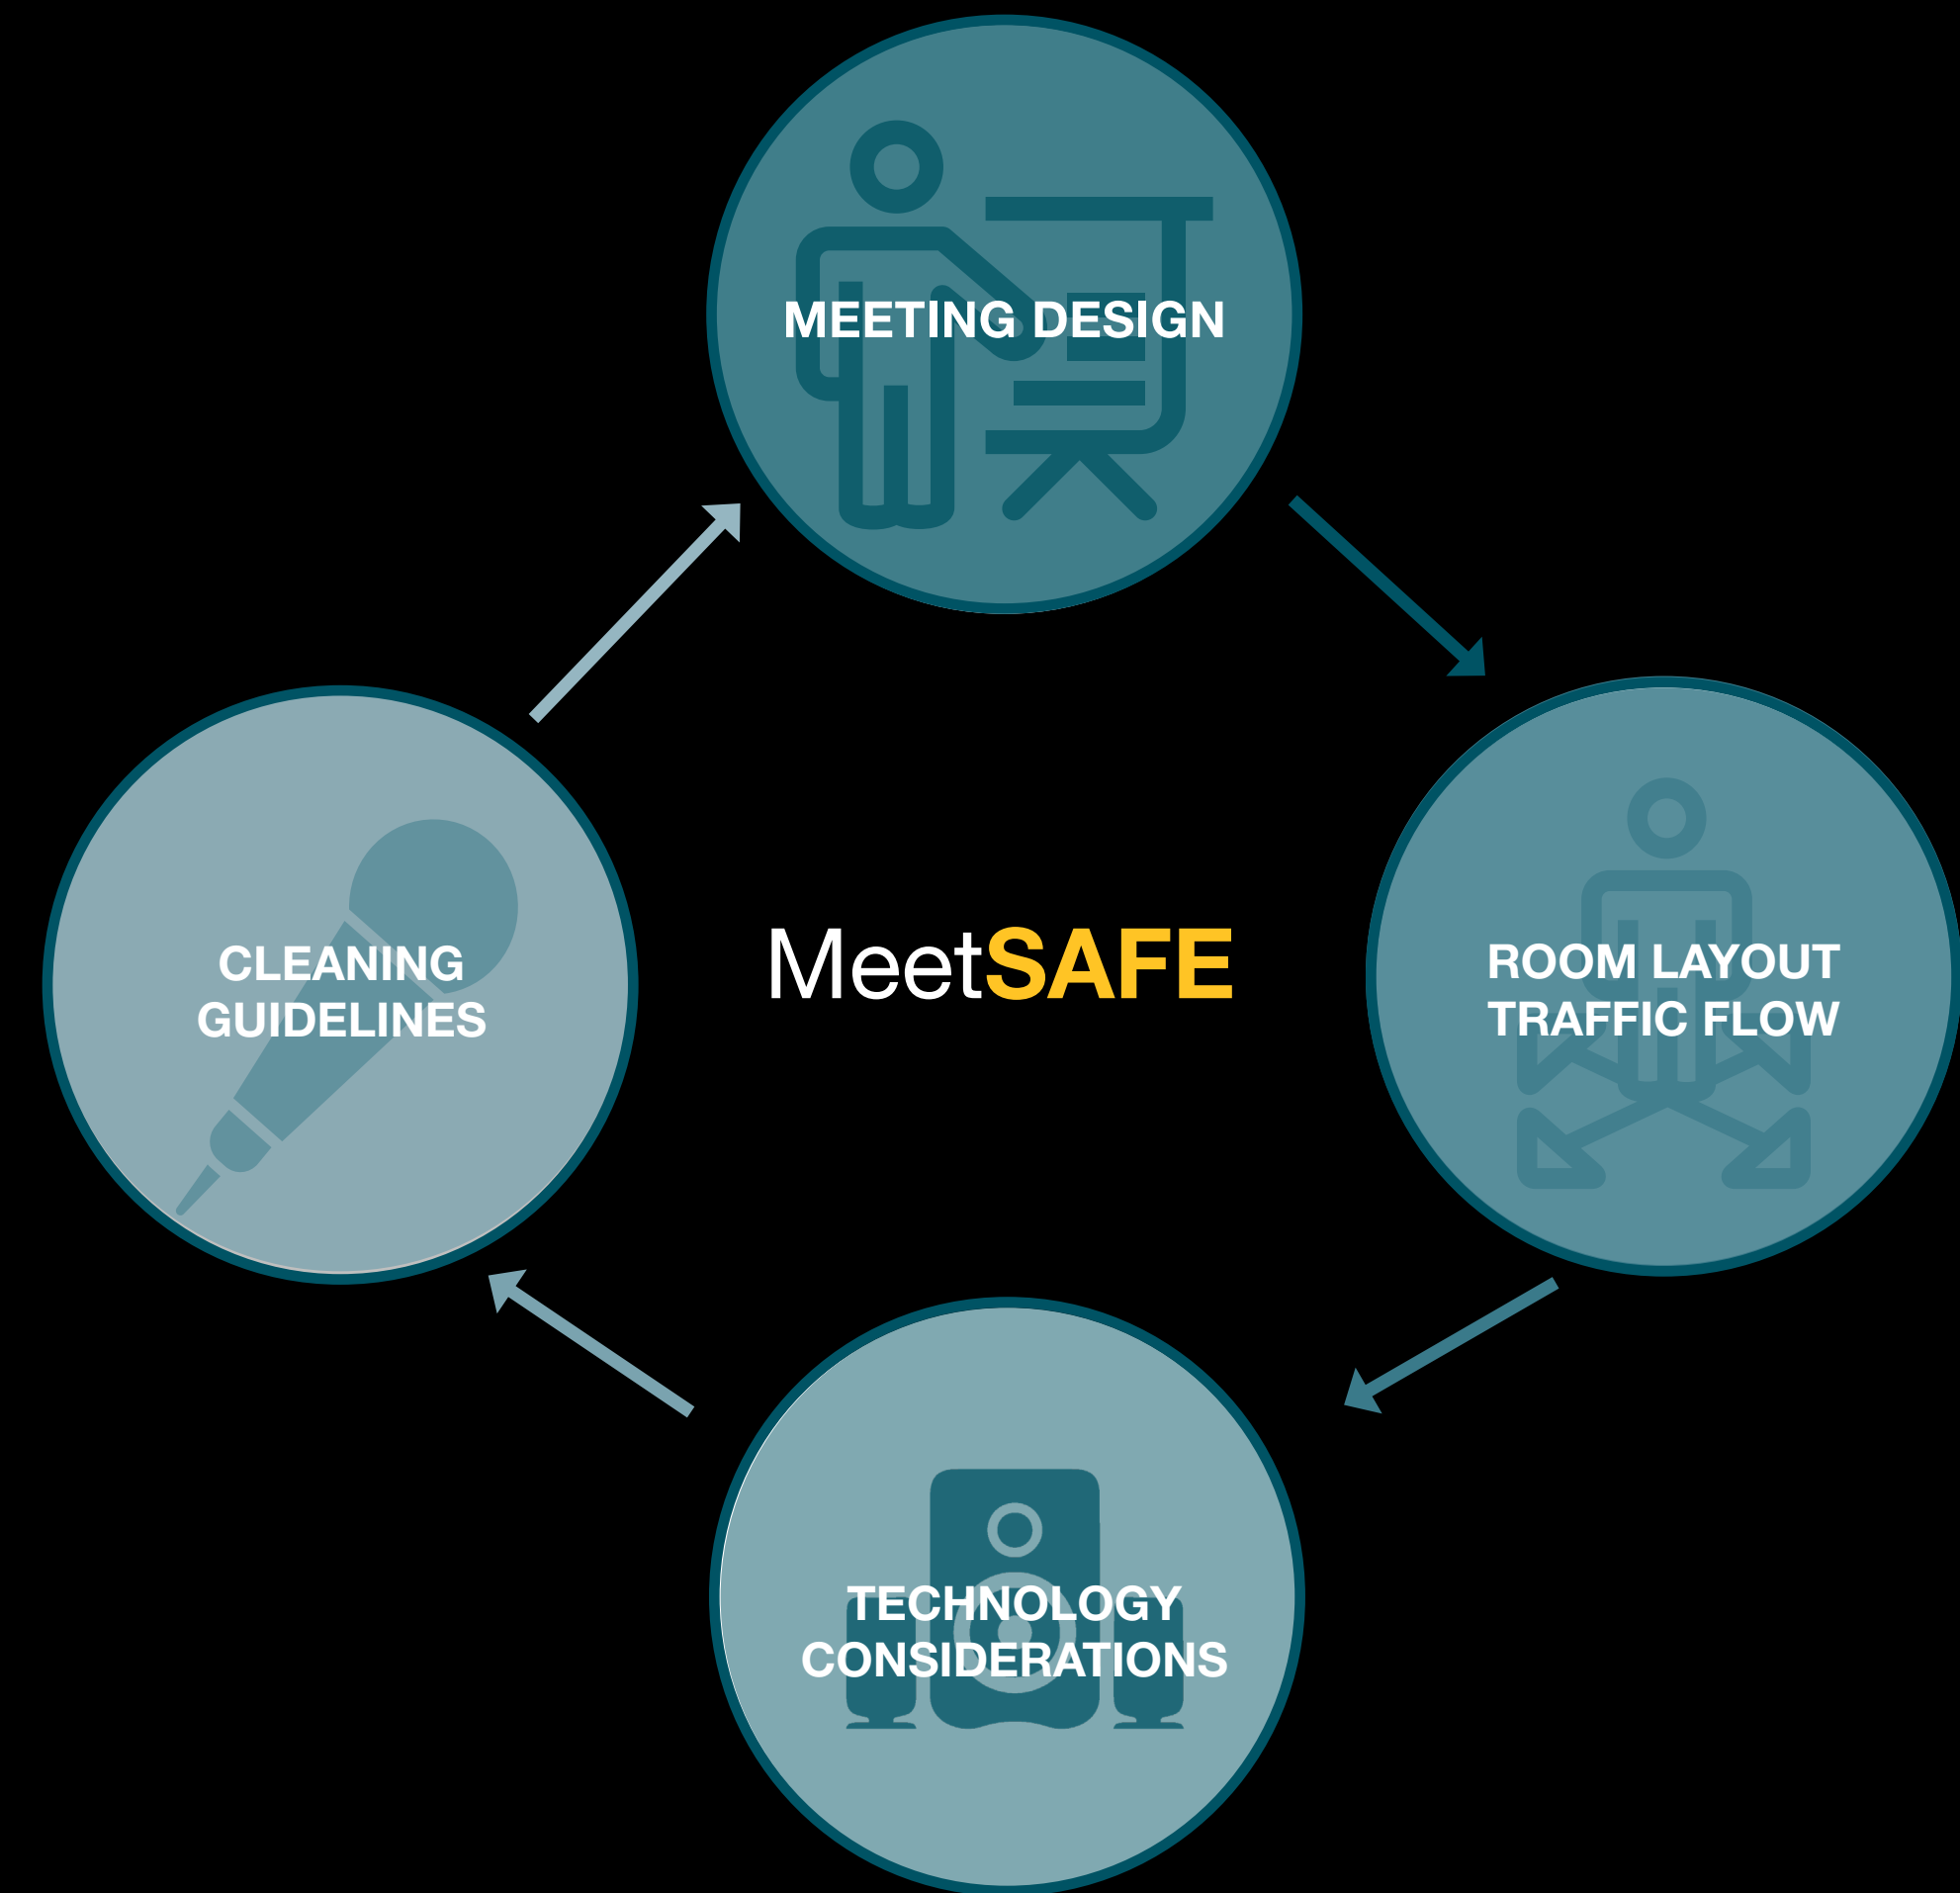 MEETING DESIGN
CLEANING
GUIDELINES
MeetSAFE
ROOM LAYOUT
TRAFFIC FLOW
TECHNOLOGY
CONSIDERATIONS